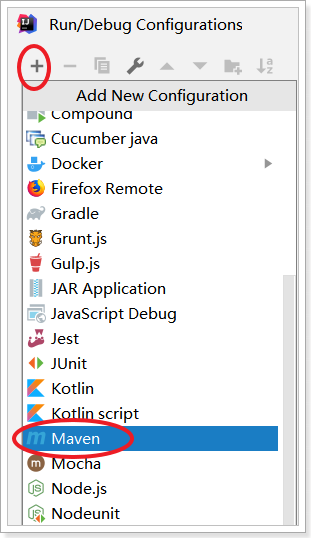 Run/Debug Configurations
Add New Configuration
Compound
Cucumber java
Docker
Firefox Remote
Gradle
Grunt.js
Gulp.js
JAR Application
JavaScript Debug
Jest
JUnit
Kotlin
Kotlin script
Maven
Mocha
Node.js
Nodeunit